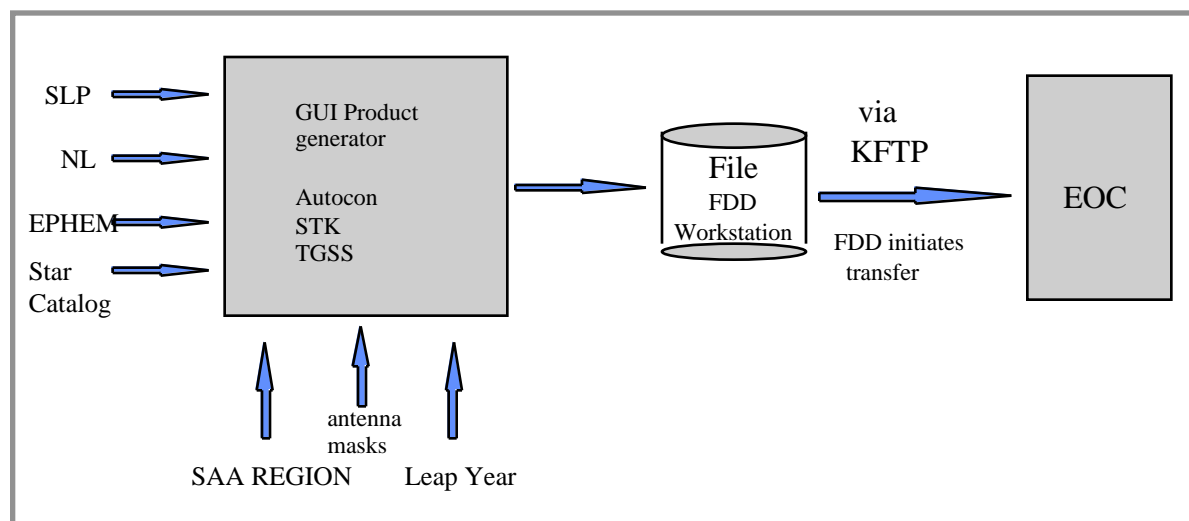 SLP
NL
EPHEM
Star
Catalog
GUI Product
generator
Autocon
STK
TGSS
SAA REGION
antenna
masks
Leap Year
File
FDD
Workstation
via
KFTP
FDD initiates
transfer
EOC